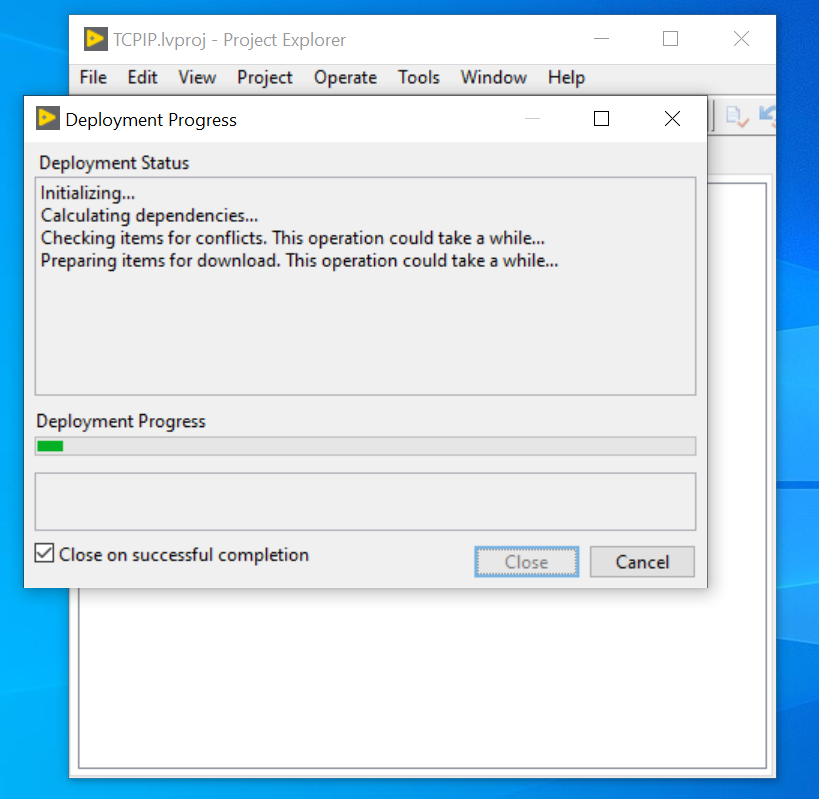 TCPIP.lvproj - Project Explorer
File Edit View Project Operate Tools Window Help
Deployment Progress
Deployment Status
Initializing...
Calculating dependencies...
Checking items for conflicts. This operation could take a while...
Preparing items for download. This operation could take a while...
Deployment Progress
Close on successful completion
Close Cancel